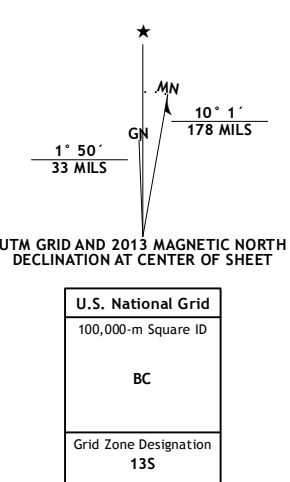 ★
MN
10° 1´
178 MILS
GN
1° 50´
33 MILS
UTM GRID AND 2013 MAGNETIC NORTH
DECLINATION AT CENTER OF SHEET
U.S. National Grid
100,000-m Square ID
BC
Grid Zone Designation
13S